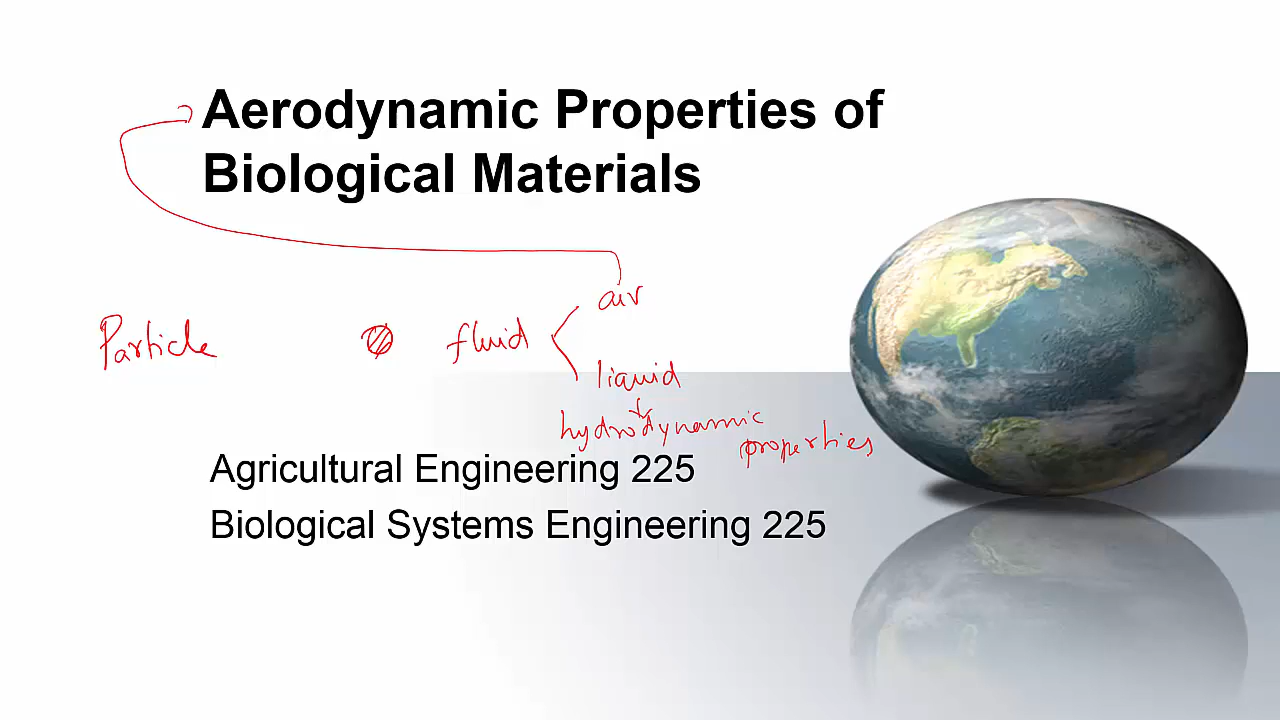 Aerodynamic Properties of
Biological Materials
air
Particle fluid
liquid
hydrodynamic
properties
Agricultural Engineering 225
Biological Systems Engineering 225